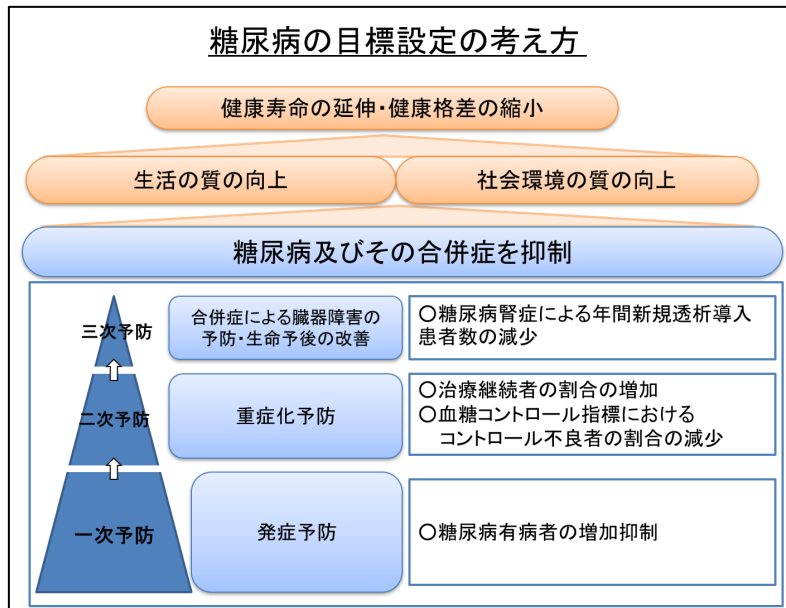 糖尿病の目標設定の考え方
健康寿命の延伸・健康格差の縮小
生活の質の向上
社会環境の質の向上
糖尿病及びその合併症を抑制
三次予防
合併症による臓器障害の
予防・生命予後の改善
○糖尿病腎症による年間新規透析導入
患者数の減少
二次予防
重症化予防
○治療継続者の割合の増加
○血糖コントロール指標における
コントロール不良者の割合の減少
一次予防
発症予防
○糖尿病有病者の増加抑制